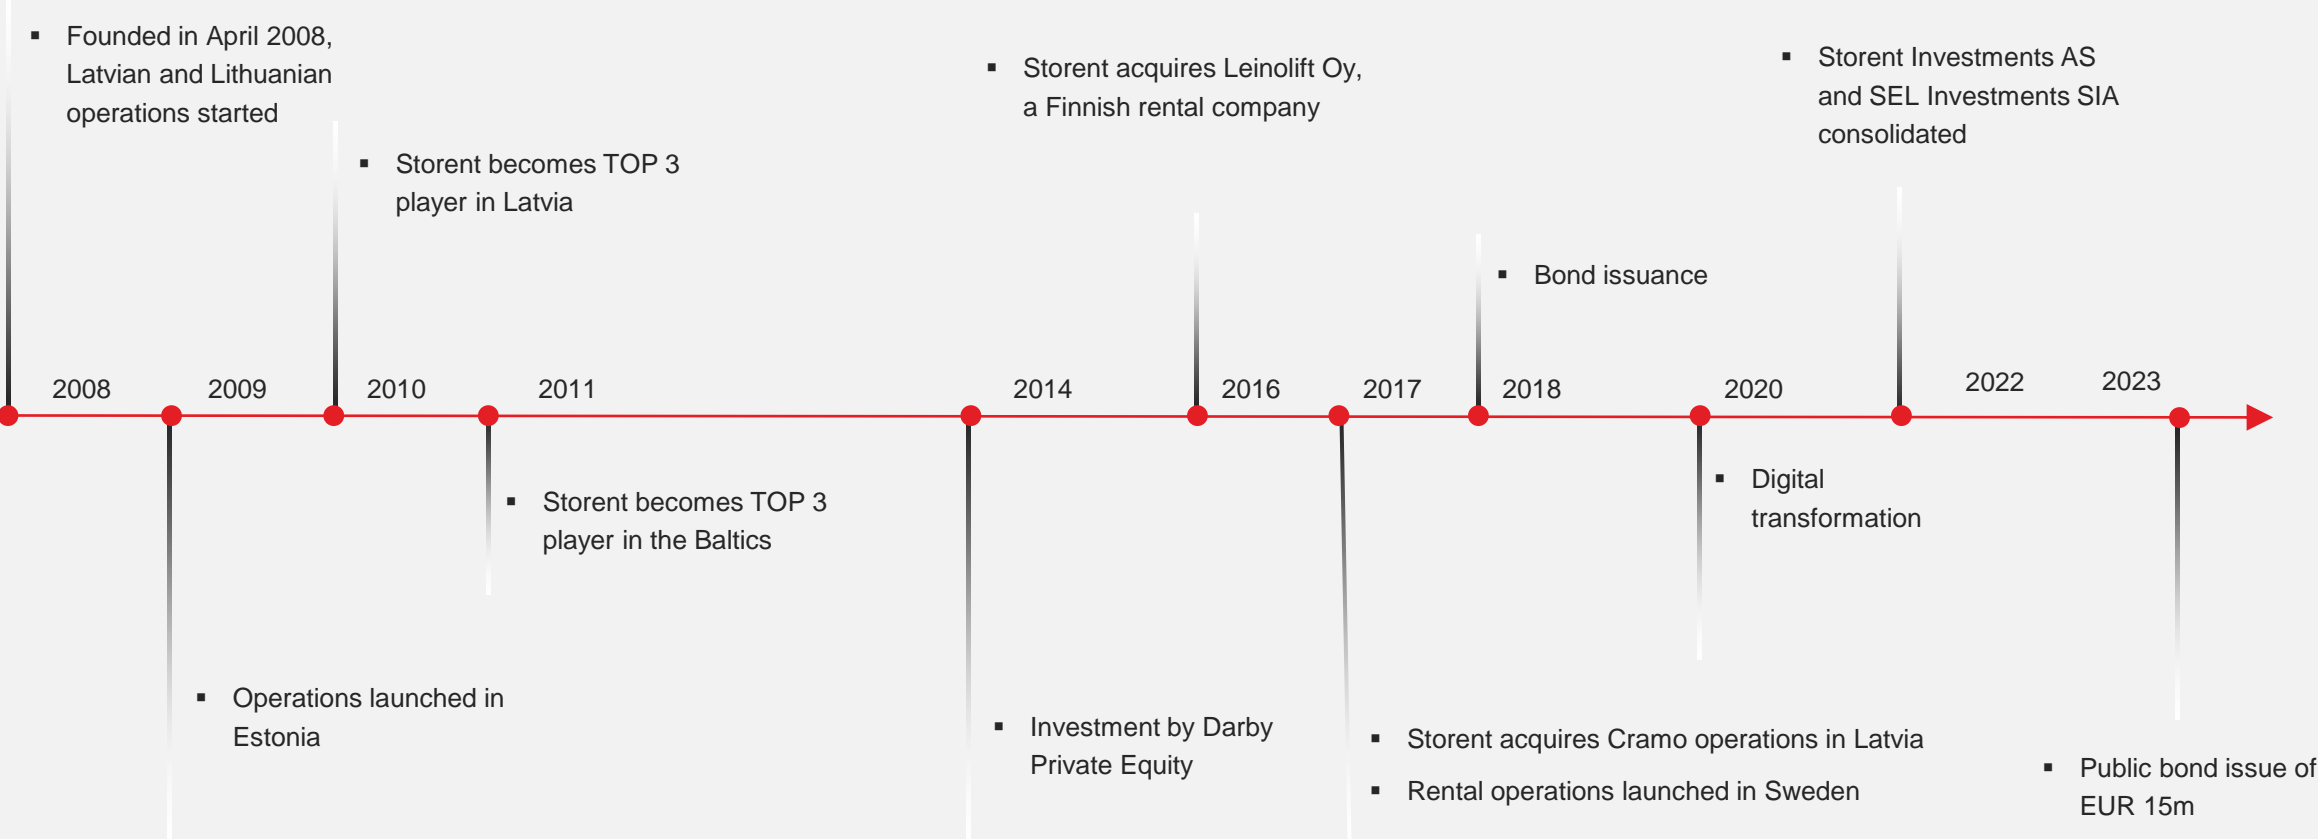 ▪ Founded in April 2008,
Latvian and Lithuanian
operations started
▪ Storent becomes TOP 3
player in Latvia
▪ Storent acquires Leinolift Oy,
a Finnish rental company
▪ Bond issuance
▪ Storent Investments AS
and SEL Investments SIA
consolidated
2008
2009
2010
2011
2014
2016
2017
2018
2020
2022
2023
▪ Operations launched in
Estonia
▪ Storent becomes TOP 3
player in the Baltics
▪ Investment by Darby
Private Equity
▪ Storent acquires Cramo operations in Latvia
▪ Rental operations launched in Sweden
▪ Digital
transformation
▪ Public bond issue of
EUR 15m